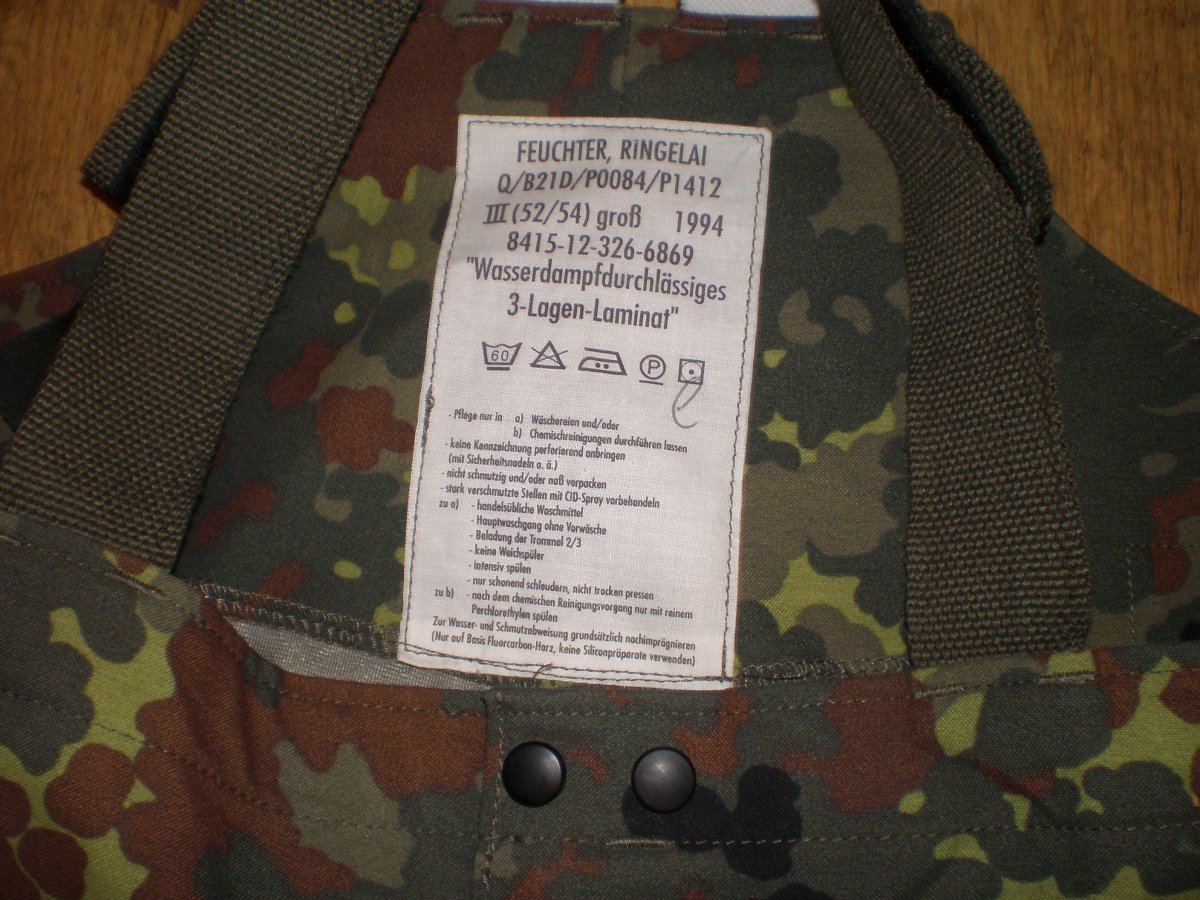 FEUCHTER, RINGELAI
Q/B21D/P0084/P1412
III (52/54) groß 1994
8415-12-326-6869
"Wasserdampfdurchlässiges
3-Lagen-Laminat"
60 P
- Pflege nur in a) Wäschereien und/oder
b) Chemischreinigungen durchführen lassen
- keine Kennzeichnung perforierend anbringen
(mit Sicherheitsnadeln o. ä.)
- nicht schmutzig und/oder naß verpacken
- stark verschmutzte Stellen mit CID-Spray vorbehandeln
zu a) - handelsübliche Waschmittel
- Hauptwaschgang ohne Vorwäsche
- Beladung der Trommel 2/3
- keine Weichspüler
- intensiv spülen
- nur schonend schleudern, nicht trocken pressen
zu b) - nach dem chemischen Reinigungsvorgang nur mit reinem
Perchlorethylen spülen
Zur Wasser- und Schmutzabweisung grundsätzlich nachimprägnieren
(Nur auf Basis Fluorcarbon-Harz, keine Siliconpräparate verwenden)